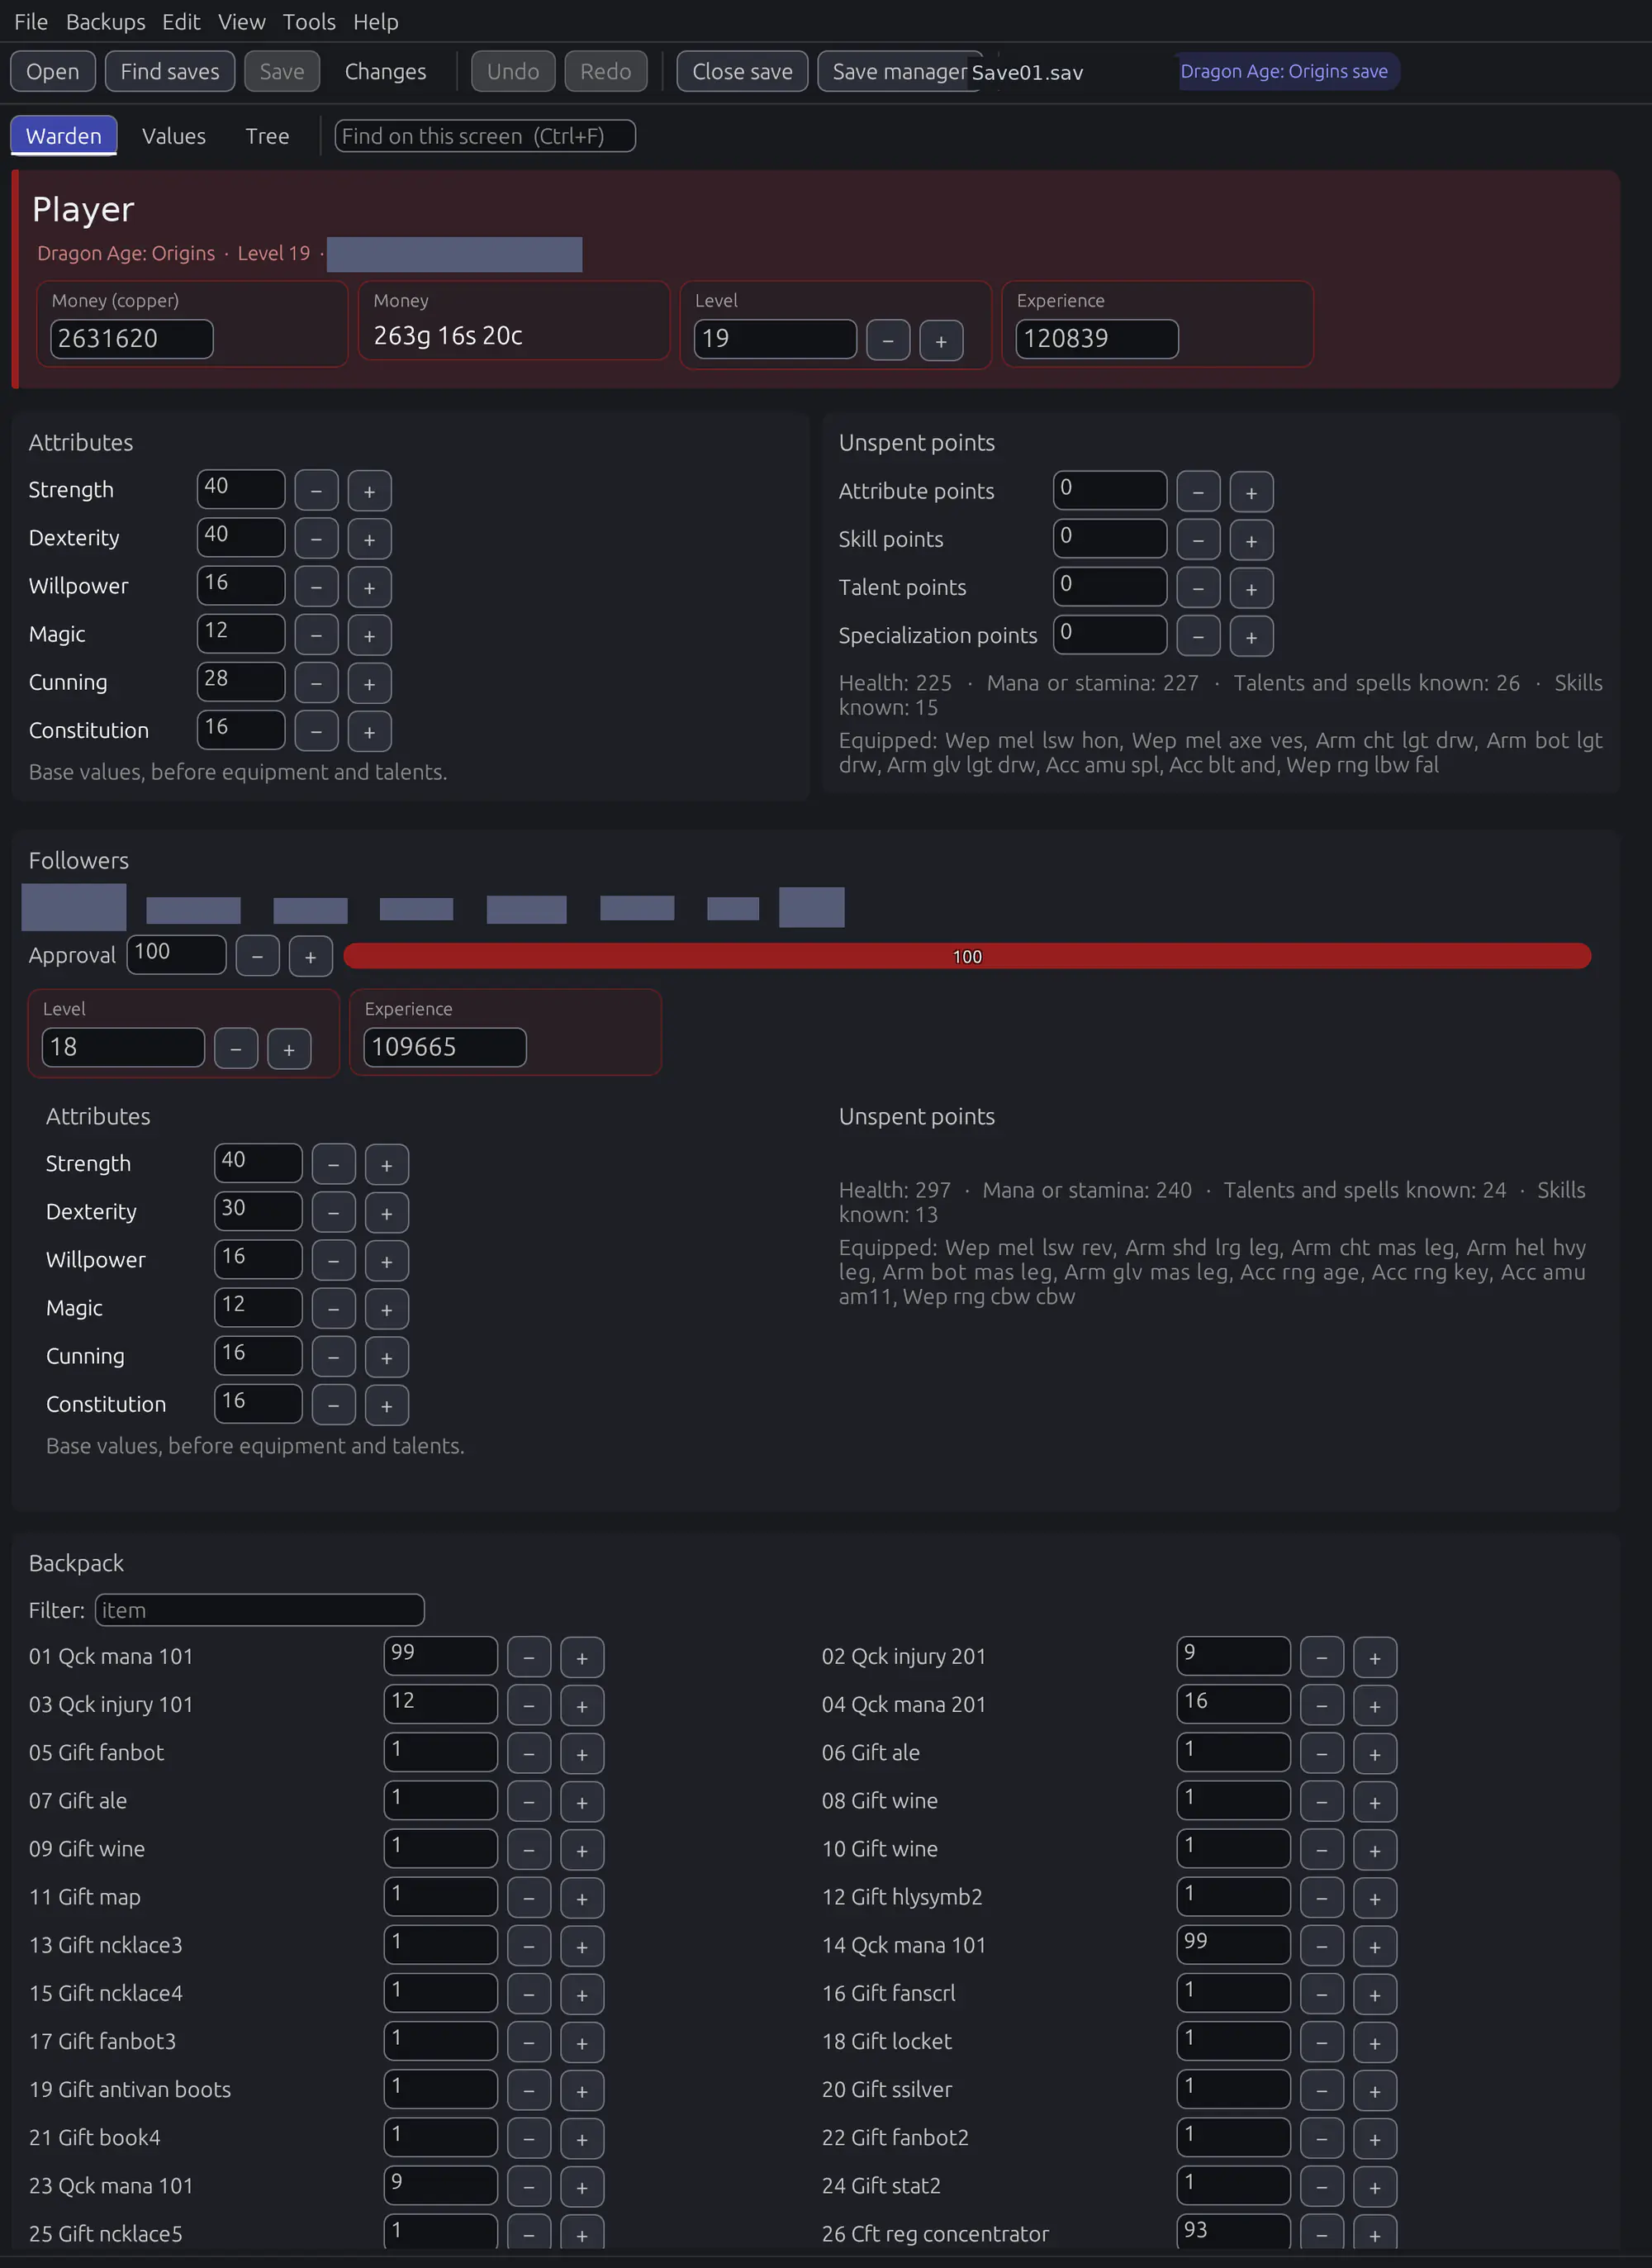 File Backups Edit View Tools Help
Open Find saves Save Changes Undo Redo Close save Save manager Save01.sav Dragon Age: Origins save
Warden Values Tree Find on this screen (Ctrl+F)
Player
Dragon Age: Origins · Level 19 ·
Money (copper) Money Level Experience
2631620 263g 16s 20c 19 − + 120839
Attributes
Strength 40 − +
Dexterity 40 − +
Willpower 16 − +
Magic 12 − +
Cunning 28 − +
Constitution 16 − +
Base values, before equipment and talents.
Unspent points
Attribute points 0 − +
Skill points 0 − +
Talent points 0 − +
Specialization points 0 − +
Health: 225 · Mana or stamina: 227 · Talents and spells known: 26 · Skills
known: 15
Equipped: Wep mel lsw hon, Wep mel axe ves, Arm cht lgt drw, Arm bot lgt
drw, Arm glv lgt drw, Acc amu spl, Acc blt and, Wep rng lbw fal
Followers
Approval 100 − + 100
Level Experience
18 − + 109665
Attributes
Strength 40 − +
Dexterity 30 − +
Willpower 16 − +
Magic 12 − +
Cunning 16 − +
Constitution 16 − +
Base values, before equipment and talents.
Unspent points
Health: 297 · Mana or stamina: 240 · Talents and spells known: 24 · Skills
known: 13
Equipped: Wep mel lsw rev, Arm shd lrg leg, Arm cht mas leg, Arm hel hvy
leg, Arm bot mas leg, Arm glv mas leg, Acc rng age, Acc rng key, Acc amu
am11, Wep rng cbw cbw
Backpack
Filter: item
01 Qck mana 101 99 − + 02 Qck injury 201 9 − +
03 Qck injury 101 12 − + 04 Qck mana 201 16 − +
05 Gift fanbot 1 − + 06 Gift ale 1 − +
07 Gift ale 1 − + 08 Gift wine 1 − +
09 Gift wine 1 − + 10 Gift wine 1 − +
11 Gift map 1 − + 12 Gift hlysymb2 1 − +
13 Gift ncklace3 1 − + 14 Qck mana 101 99 − +
15 Gift ncklace4 1 − + 16 Gift fanscrl 1 − +
17 Gift fanbot3 1 − + 18 Gift locket 1 − +
19 Gift antivan boots 1 − + 20 Gift ssilver 1 − +
21 Gift book4 1 − + 22 Gift fanbot2 1 − +
23 Qck mana 101 9 − + 24 Gift stat2 1 − +
25 Gift ncklace5 1 − + 26 Cft reg concentrator 93 − +